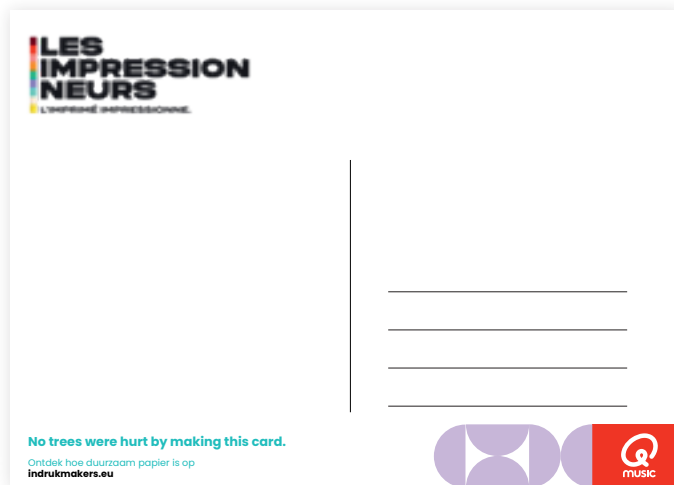 LES
IMPRESSION
NEURS
L'IMPRIMÉ IMPRESSIONNE.
No trees were hurt by making this card.
Ontdek hoe duurzaam papier is op
indrukmakers.eu
Q
music